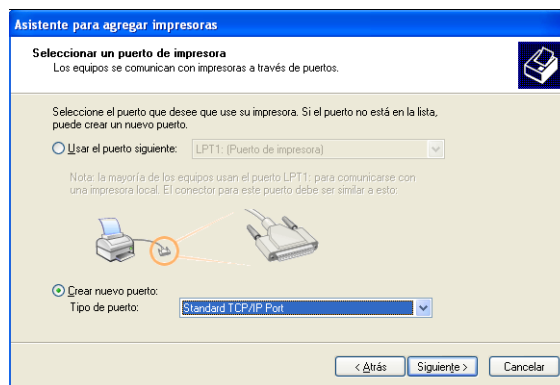 Asistente para agregar impresoras
Seleccionar un puerto de impresora
Los equipos se comunican con impresoras a través de puertos.
Seleccione el puerto que desee que use su impresora. Si el puerto no está en la lista,
puede crear un nuevo puerto.
Usar el puerto siguiente: LPT1: (Puerto de impresora)
Nota: la mayoría de los equipos usan el puerto LPT1: para comunicarse con
una impresora local. El conector para este puerto debe ser similar a esto:
Crear nuevo puerto:
Tipo de puerto: Standard TCP/IP Port
< Atrás Siguiente > Cancelar